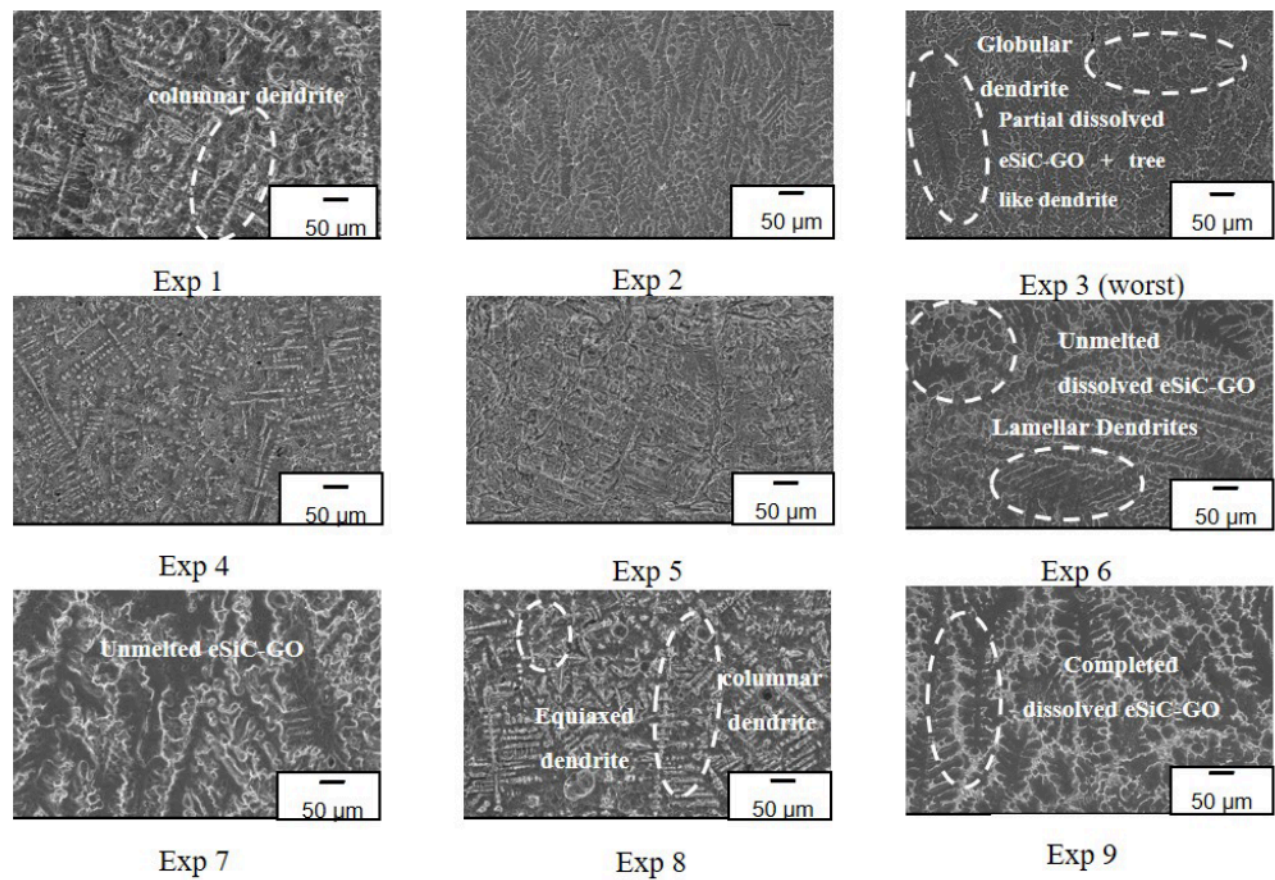 columnar dendrite
50 µm
Exp 1
50 µm
Exp 2
Globular
dendrite
Partial dissolved
eSiC-GO + tree
like dendrite
50 µm
Exp 3 (worst)
50 µm
Exp 4
50 µm
Exp 5
Unmelted
dissolved eSiC-GO
Lamellar Dendrites
50 µm
Exp 6
Unmelted eSiC-GO
50 µm
Exp 7
columnar
dendrite
Equiaxed
dendrite
50 µm
Exp 8
Completed
dissolved eSiC-GO
50 µm
Exp 9